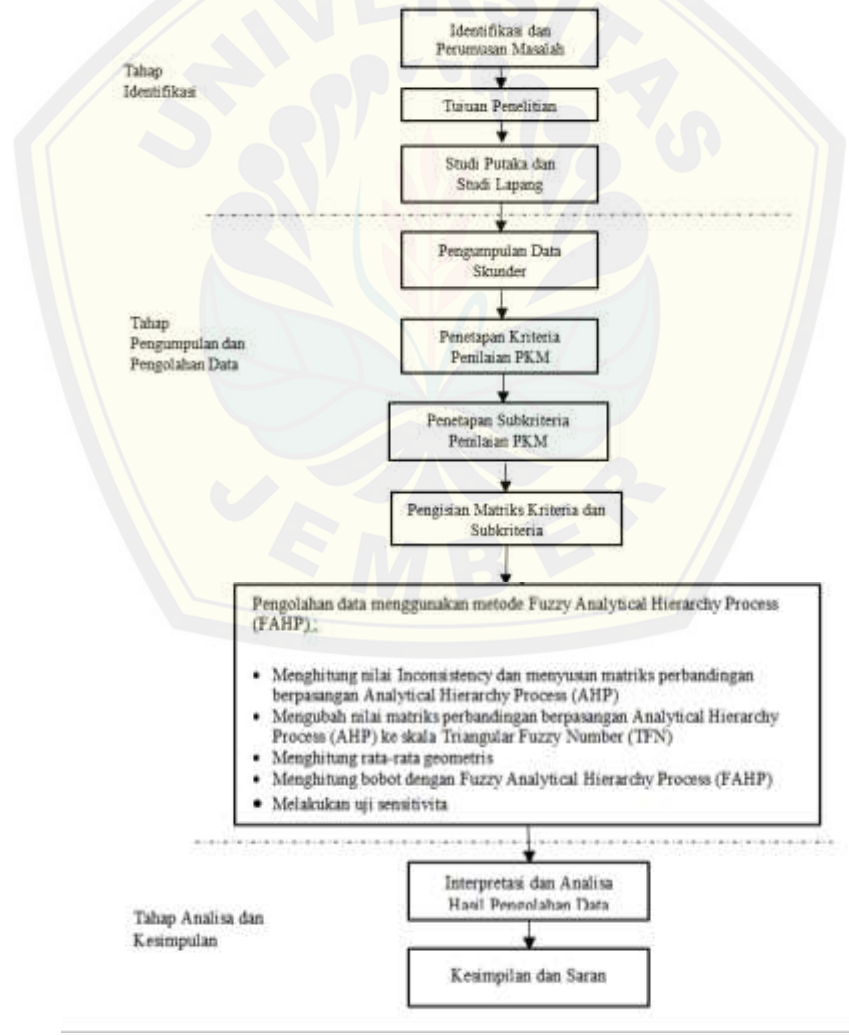 UNIVERSITAS
JEMBER
Identifikasi dan
Perumusan Masalah
Tahap
Identifikasi
Tujuan Penelitian
Studi Putaka dan
Studi Lapang
Pengumpulan Data
Skunder
Tahap
Pengumpulan dan
Pengolahan Data
Penetapan Kriteria
Penilaian PKM
Penetapan Subkriteria
Penilaian PKM
Pengisian Matriks Kriteria dan
Subkriteria
Pengolahan data menggunakan metode Fuzzy Analytical Hierarchy Process
(FAHP) :
• Menghitung nilai Inconsistency dan menyusun matriks perbandingan
berpasangan Analytical Hierarchy Process (AHP)
• Mengubah nilai matriks perbandingan berpasangan Analytical Hierarchy
Process (AHP) ke skala Triangular Fuzzy Number (TFN)
• Menghitung rata-rata geometris
• Menghitung bobot dengan Fuzzy Analytical Hierarchy Process (FAHP)
• Melakukan uji sensitivita
Interpretasi dan Analisa
Hasil Pengolahan Data
Tahap Analisa dan
Kesimpulan
Kesimpilan dan Saran